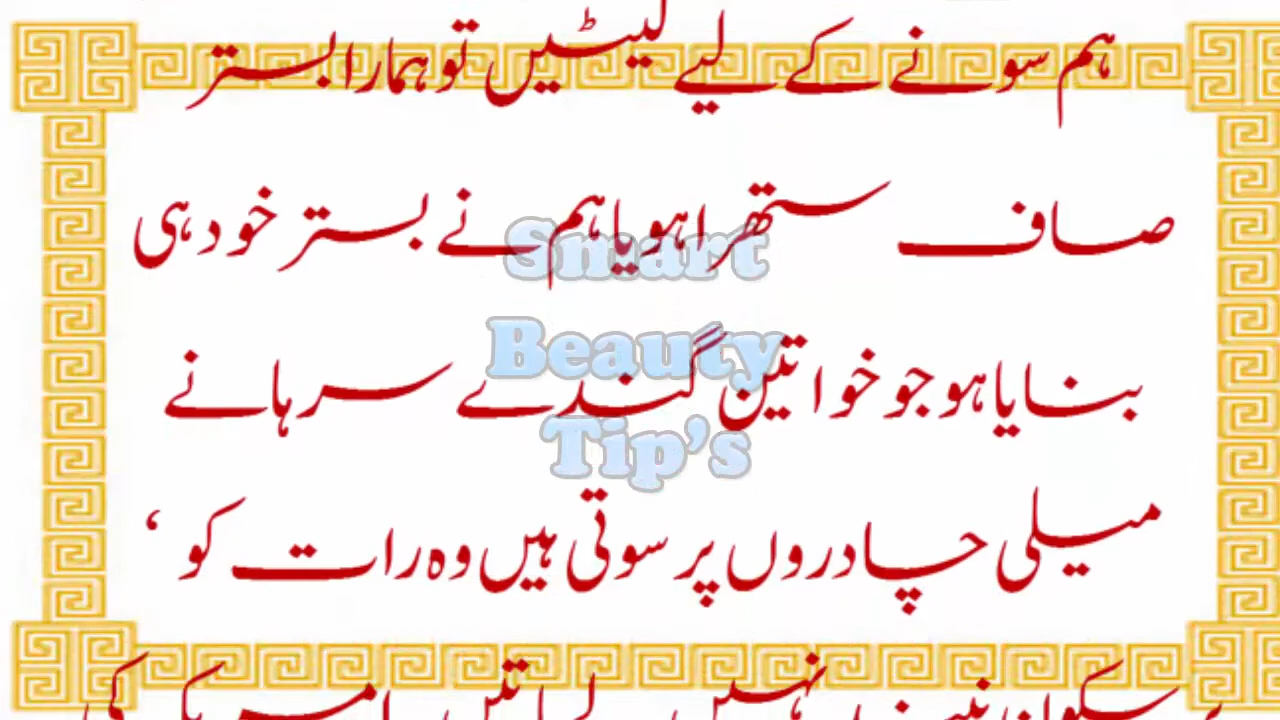 ہم سونے کے لیے لیٹیں تو ہمارا بستر
صاف ستھرا ہو یا ہم نے بستر خود ہی
بنایا ہو جو خواتین گندے سرہانے
میلی چادروں پر سوتی ہیں وہ رات کو ‘
Smart
Beauty
Tip's